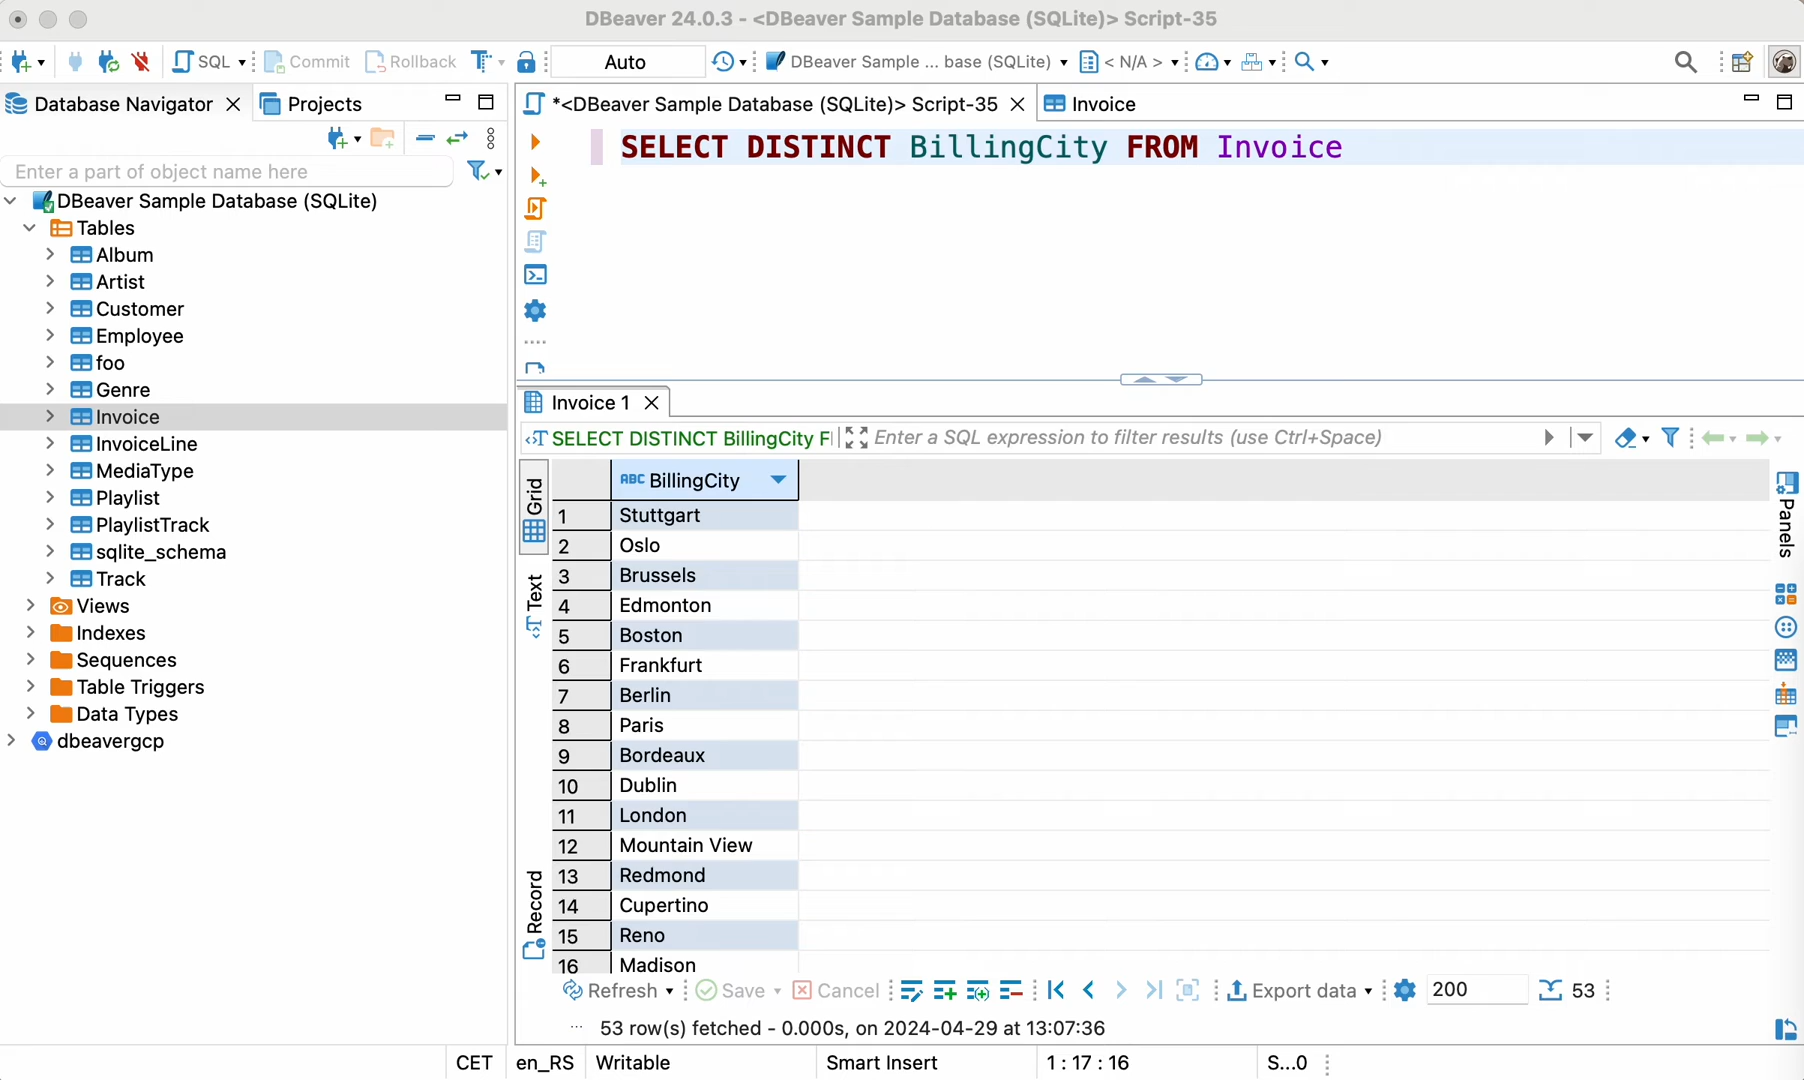 DBeaver 24.0.3 - <DBeaver Sample Database (SQLite)> Script-35
SQL
Commit
Rollback
Auto
DBeaver Sample ... base (SQLite)
< N/A >
Database Navigator
Projects
*<DBeaver Sample Database (SQLite)> Script-35
Invoice
Enter a part of object name here
DBeaver Sample Database (SQLite)
Tables
Album
Artist
Customer
Employee
foo
Genre
Invoice
InvoiceLine
MediaType
Playlist
PlaylistTrack
sqlite_schema
Track
Views
Indexes
Sequences
Table Triggers
Data Types
dbeavergcp
SELECT DISTINCT BillingCity FROM Invoice
Invoice 1
SELECT DISTINCT BillingCity F
Enter a SQL expression to filter results (use Ctrl+Space)
Grid
Text
Record
ABC BillingCity
1 Stuttgart
2 Oslo
3 Brussels
4 Edmonton
5 Boston
6 Frankfurt
7 Berlin
8 Paris
9 Bordeaux
10 Dublin
11 London
12 Mountain View
13 Redmond
14 Cupertino
15 Reno
16 Madison
Panels
Refresh
Save
Cancel
Export data
200
53
53 row(s) fetched - 0.000s, on 2024-04-29 at 13:07:36
CET
en_RS
Writable
Smart Insert
1 : 17 : 16
S...0